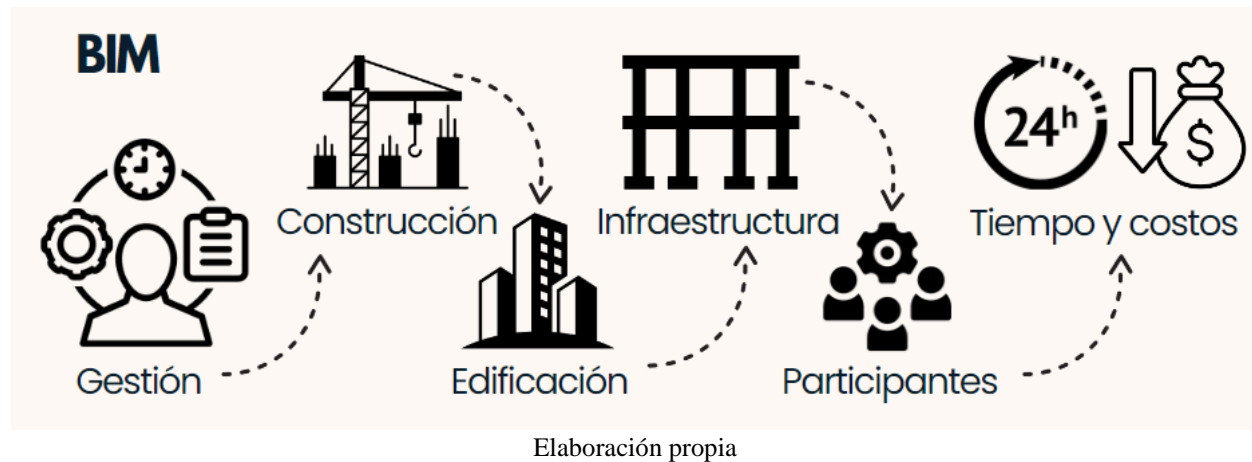 BIM
Gestión
Construcción
Edificación
Infraestructura
Participantes
24h
$
Tiempo y costos
Elaboración propia